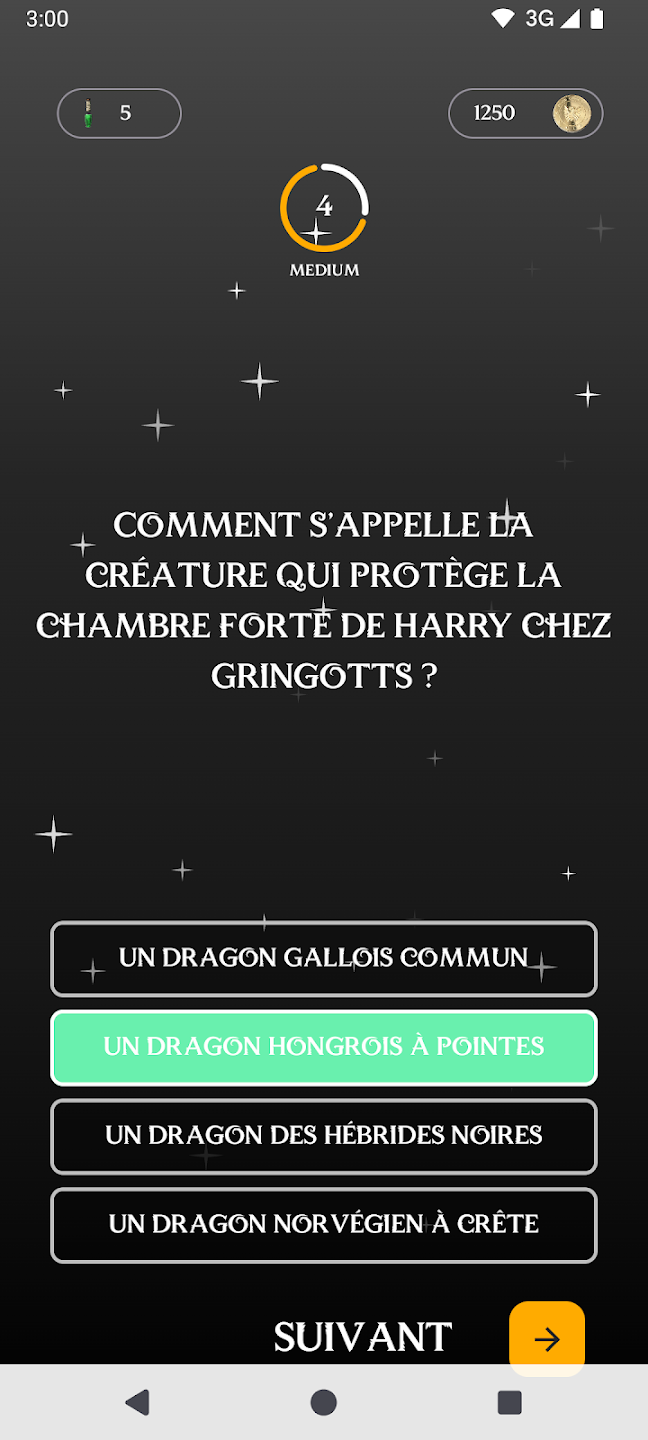 3:00
3G
5
1250
4
MEDIUM
COMMENT S'APPELLE LA
CRÉATURE QUI PROTÈGE LA
CHAMBRE FORTE DE HARRY CHEZ
GRINGOTTS ?
UN DRAGON GALLOIS COMMUN
UN DRAGON HONGROIS À POINTES
UN DRAGON DES HÉBRIDES NOIRES
UN DRAGON NORVÉGIEN À CRÊTE
SUIVANT